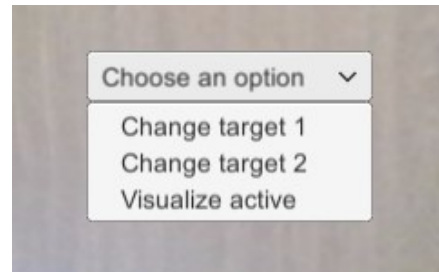 Choose an option
Change target 1
Change target 2
Visualize active